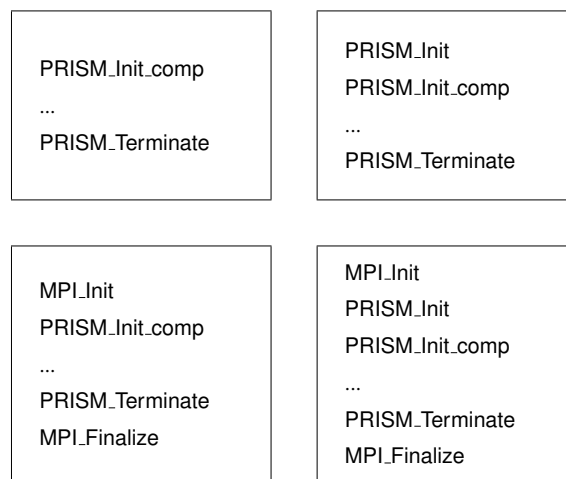 PRISM_Init_comp
...
PRISM_Terminate
PRISM_Init
PRISM_Init_comp
...
PRISM_Terminate
MPI_Init
PRISM_Init_comp
...
PRISM_Terminate
MPI_Finalize
MPI_Init
PRISM_Init
PRISM_Init_comp
...
PRISM_Terminate
MPI_Finalize